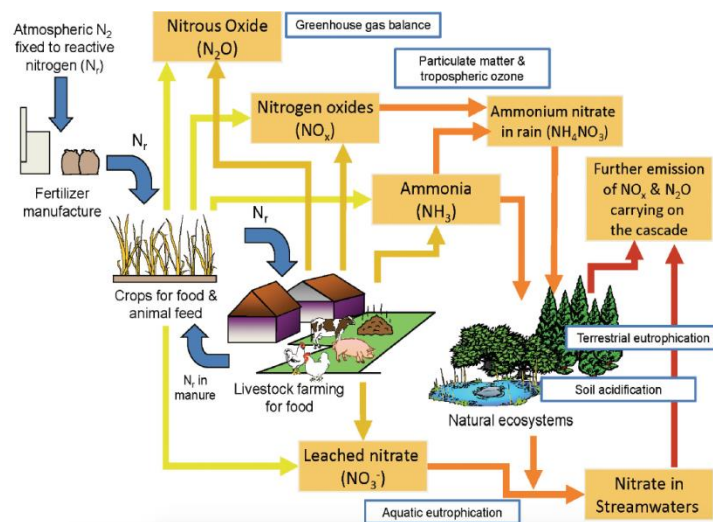 Atmospheric N₂
fixed to reactive
nitrogen (Nᵣ)
Nitrous Oxide
(N₂O)
Greenhouse gas balance
Particulate matter &
tropospheric ozone
Nitrogen oxides
(NOₓ)
Ammonium nitrate
in rain (NH₄NO₃)
Nᵣ
Fertilizer
manufacture
Ammonia
(NH₃)
Further emission
of NOₓ & N₂O
carrying on
the cascade
Nᵣ
Crops for food &
animal feed
Nᵣ in
manure
Livestock farming
for food
Terrestrial eutrophication
Soil acidification
Natural ecosystems
Leached nitrate
(NO₃⁻)
Nitrate in
Streamwaters
Aquatic eutrophication